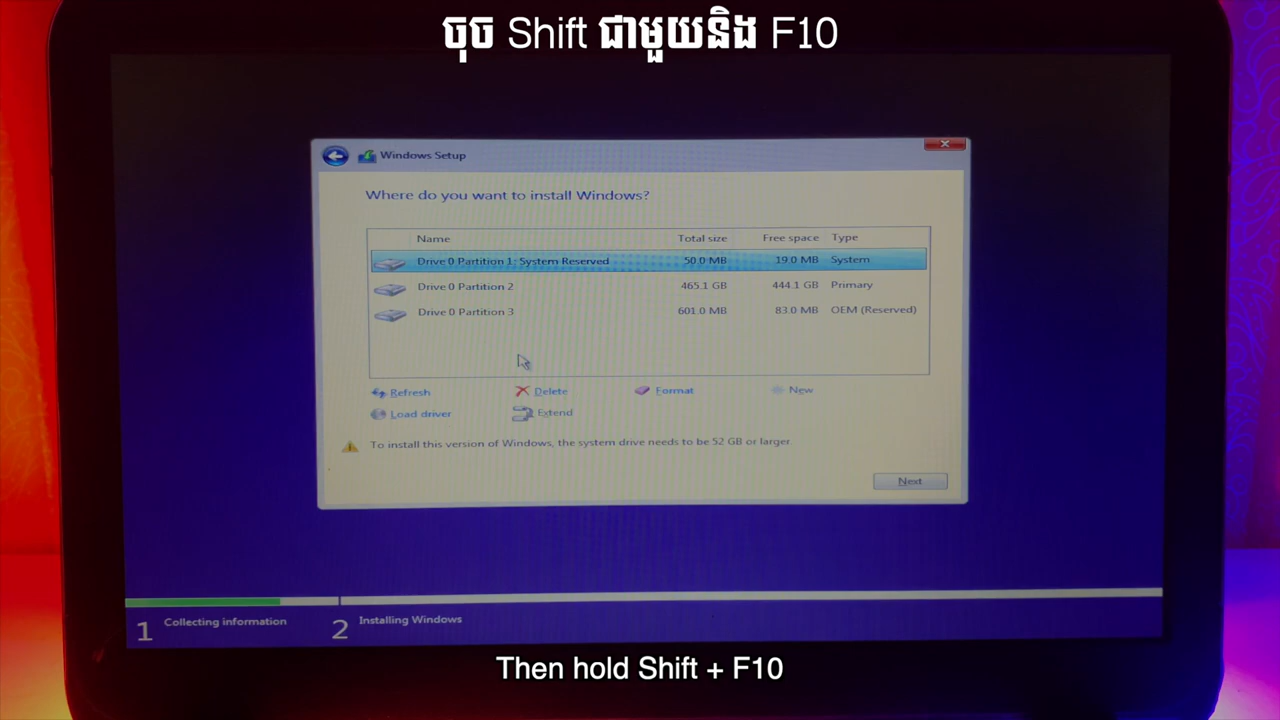 ចុច Shift ជាមួយនិង F10
Windows Setup
Where do you want to install Windows?
Name Total size Free space Type
Drive 0 Partition 1: System Reserved 50.0 MB 19.0 MB System
Drive 0 Partition 2 465.1 GB 444.1 GB Primary
Drive 0 Partition 3 601.0 MB 83.0 MB OEM (Reserved)
Refresh Delete Format New
Load driver Extend
To install this version of Windows, the system drive needs to be 52 GB or larger.
Next
1 Collecting information 2 Installing Windows
Then hold Shift + F10